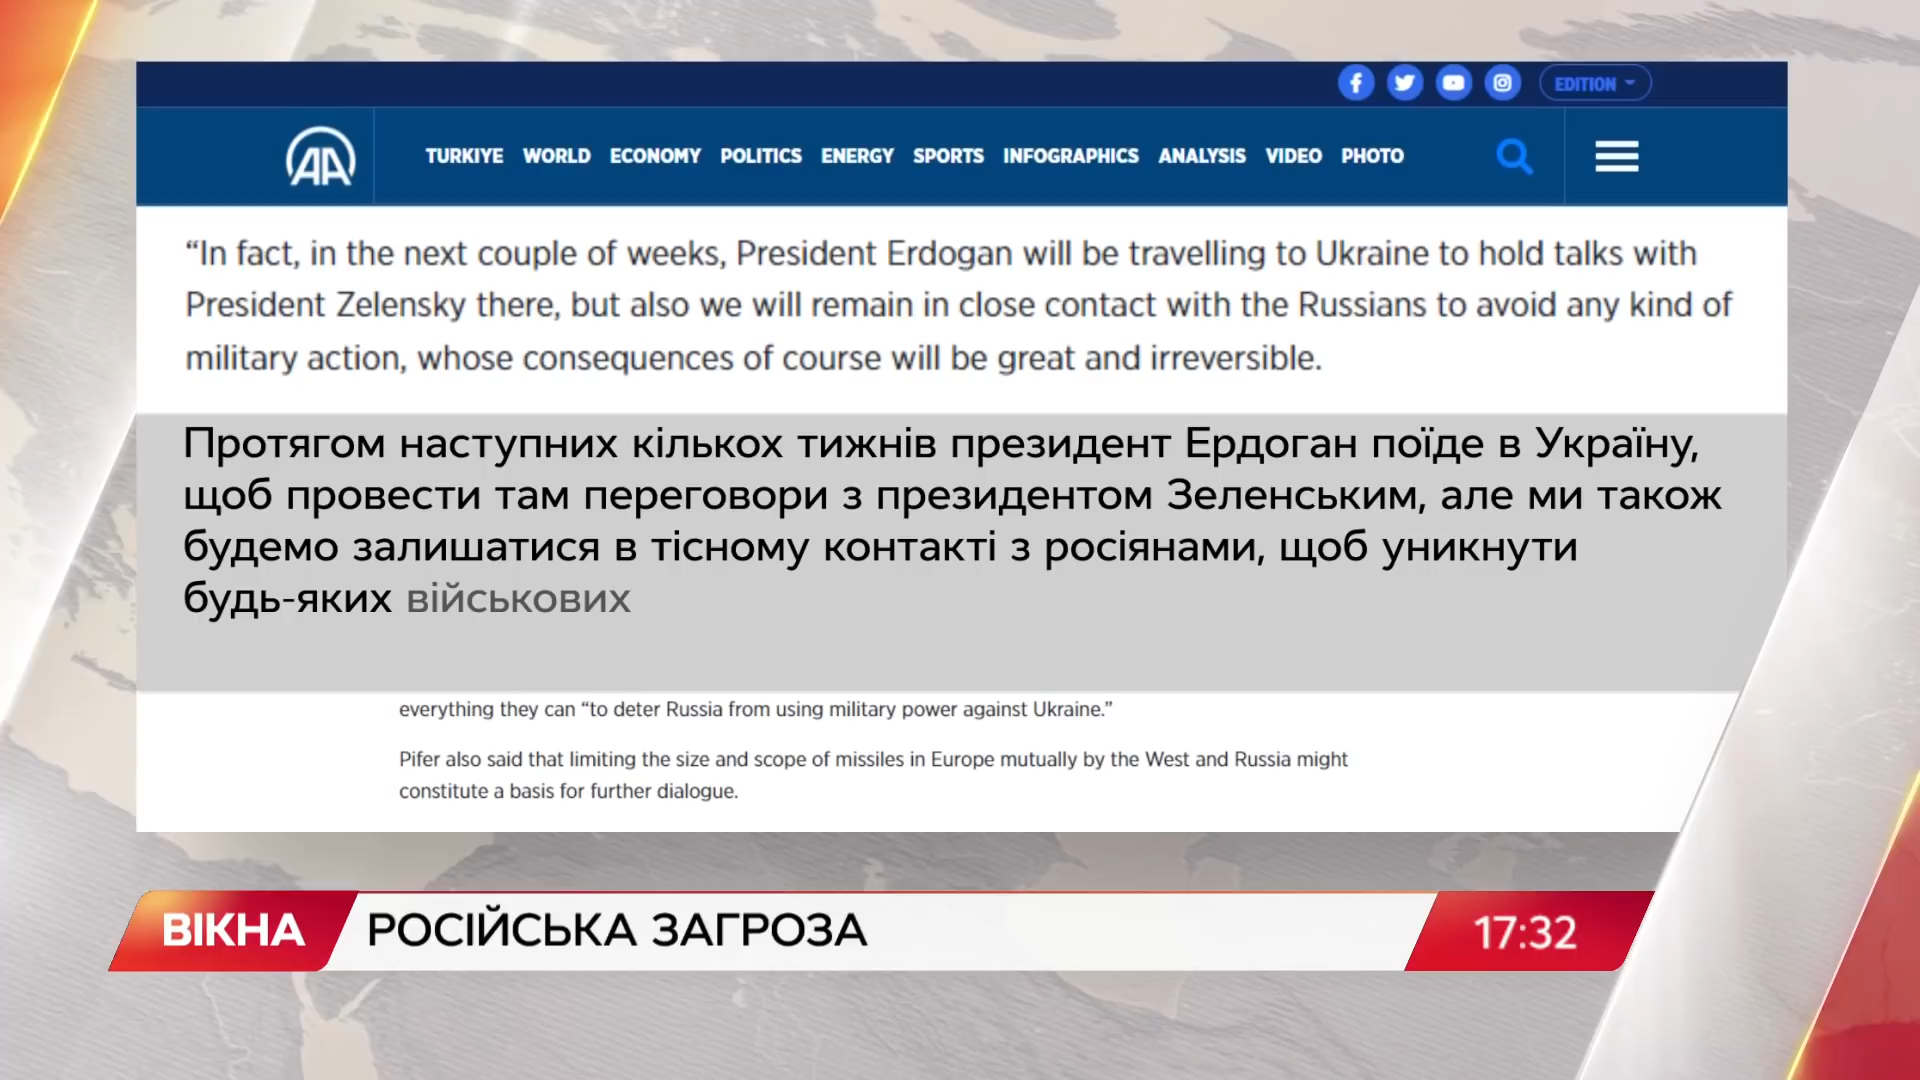 EDITION
AA
TURKIYE WORLD ECONOMY POLITICS ENERGY SPORTS INFOGRAPHICS ANALYSIS VIDEO PHOTO
“In fact, in the next couple of weeks, President Erdogan will be travelling to Ukraine to hold talks with
President Zelensky there, but also we will remain in close contact with the Russians to avoid any kind of
military action, whose consequences of course will be great and irreversible.
Протягом наступних кількох тижнів президент Ердоган поїде в Україну,
щоб провести там переговори з президентом Зеленським, але ми також
будемо залишатися в тісному контакті з росіянами, щоб уникнути
будь-яких військових
everything they can “to deter Russia from using military power against Ukraine.”
Pifer also said that limiting the size and scope of missiles in Europe mutually by the West and Russia might
constitute a basis for further dialogue.
ВІКНА РОСІЙСЬКА ЗАГРОЗА 17:32